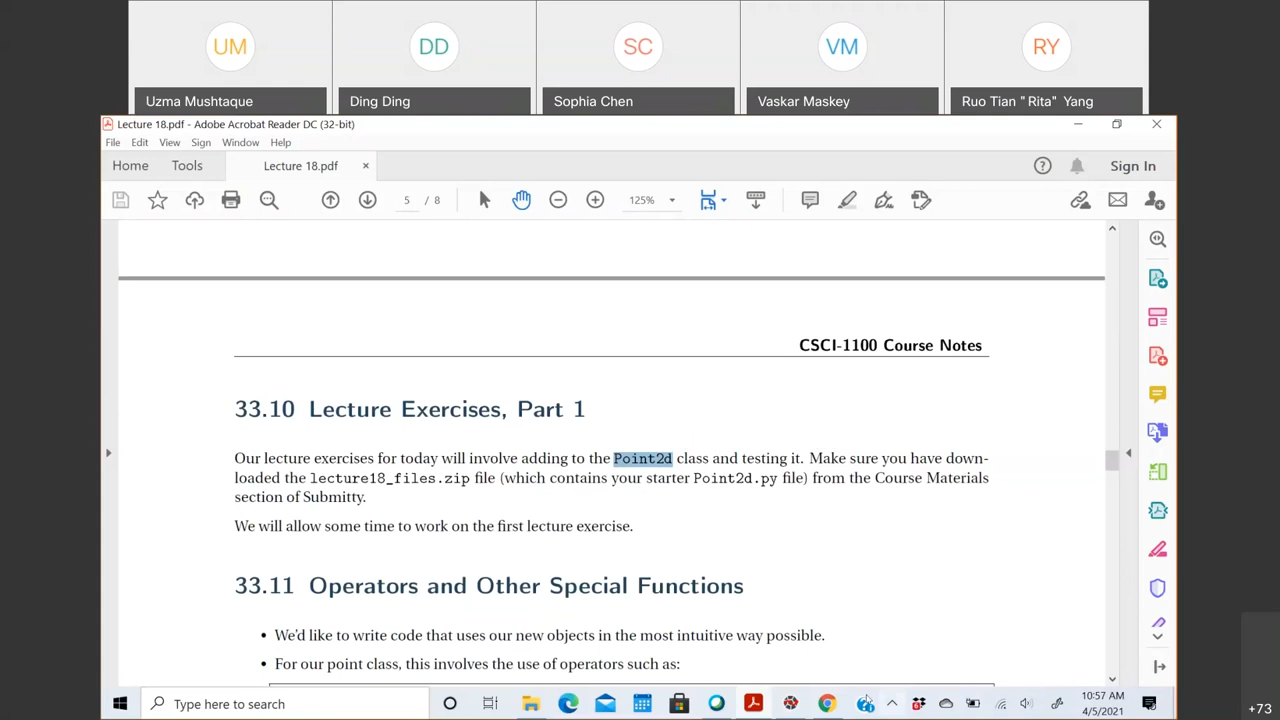 UM DD SC VM RY
Uzma Mushtaque Ding Ding Sophia Chen Vaskar Maskey Ruo Tian "Rita" Yang
Lecture 18.pdf - Adobe Acrobat Reader DC (32-bit)
File Edit View Sign Window Help
Home Tools Lecture 18.pdf × Sign In
5 / 8 125%
CSCI-1100 Course Notes
33.10 Lecture Exercises, Part 1
Our lecture exercises for today will involve adding to the Point2d class and testing it. Make sure you have down-
loaded the lecture18_files.zip file (which contains your starter Point2d.py file) from the Course Materials
section of Submitty.
We will allow some time to work on the first lecture exercise.
33.11 Operators and Other Special Functions
• We'd like to write code that uses our new objects in the most intuitive way possible.
• For our point class, this involves the use of operators such as:
Type here to search
10:57 AM
4/5/2021
+73